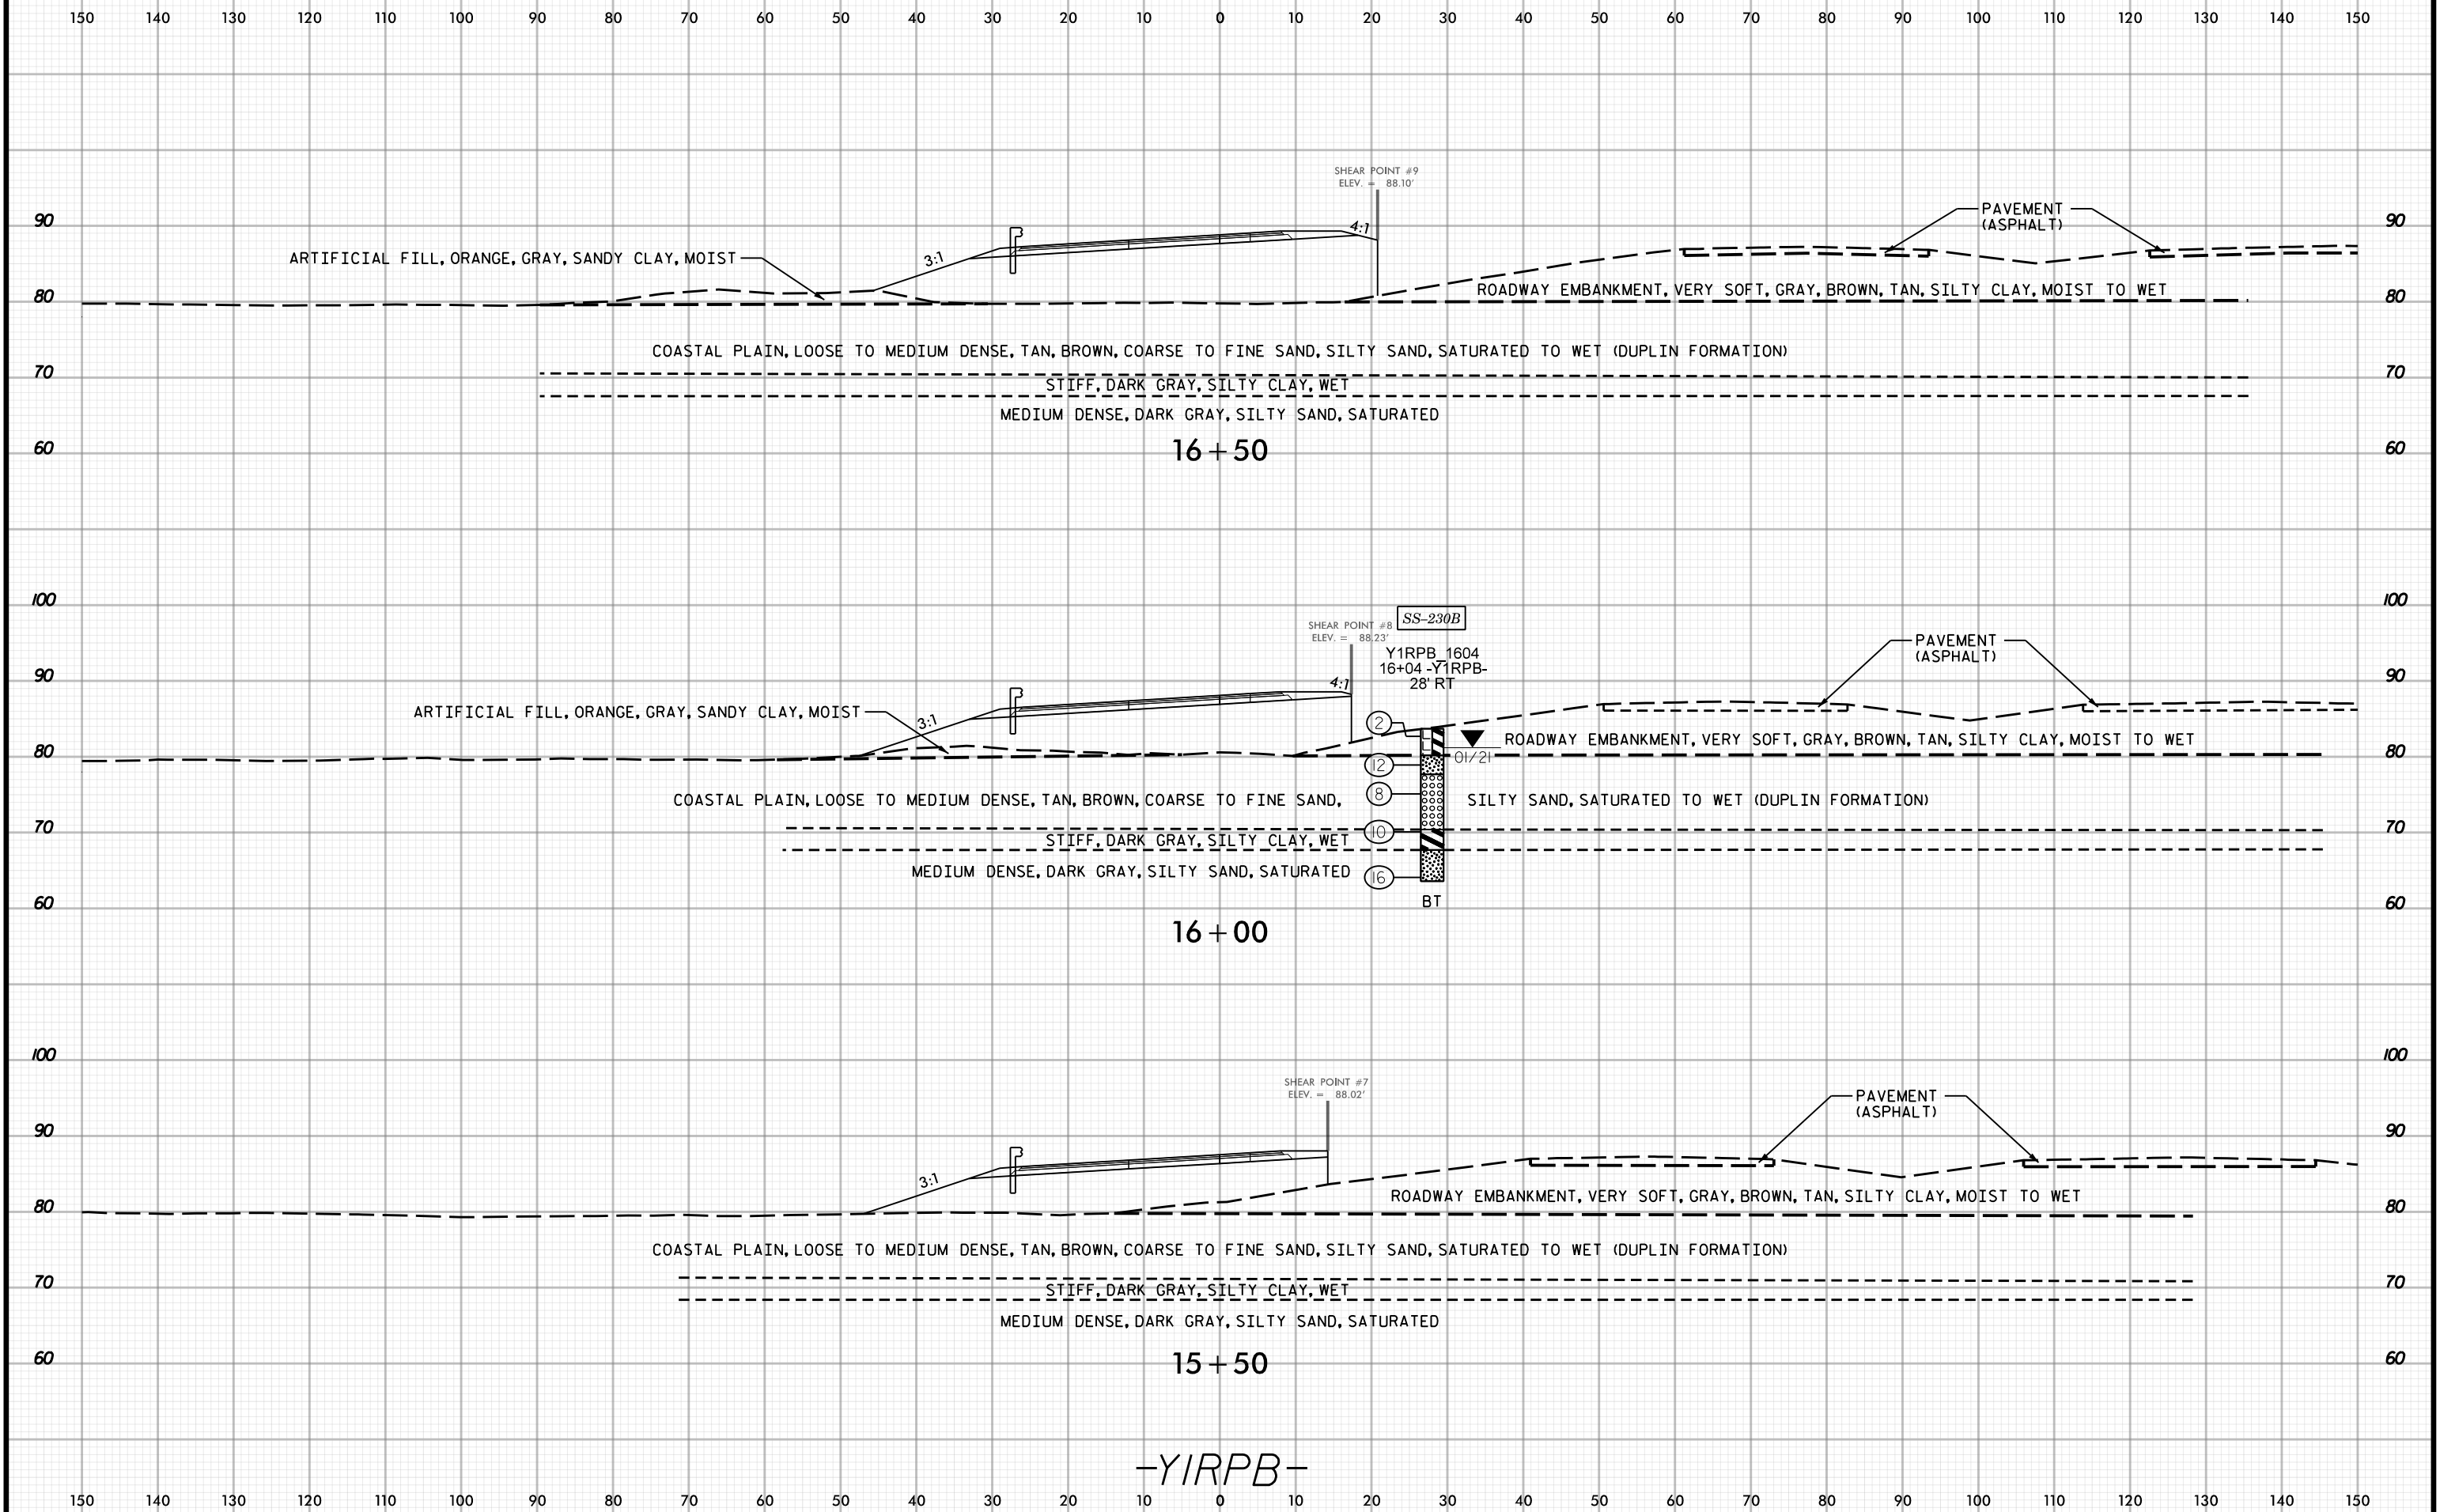 150 140 130 120 110 100 90 80 70 60 50 40 30 20 10 0 10 20 30 40 50 60 70 80 90 100 110 120 130 140 150
SHEAR POINT #9
ELEV. = 88.10'
90 4:1 PAVEMENT 90
(ASPHALT)
ARTIFICIAL FILL, ORANGE, GRAY, SANDY CLAY, MOIST 3:1
80 ROADWAY EMBANKMENT, VERY SOFT, GRAY, BROWN, TAN, SILTY CLAY, MOIST TO WET 80
COASTAL PLAIN, LOOSE TO MEDIUM DENSE, TAN, BROWN, COARSE TO FINE SAND, SILTY SAND, SATURATED TO WET (DUPLIN FORMATION)
70 70
STIFF, DARK GRAY, SILTY CLAY, WET
MEDIUM DENSE, DARK GRAY, SILTY SAND, SATURATED
60 16+50 60
100 100
SS-230B
SHEAR POINT #8
ELEV. = 88.23'
PAVEMENT
(ASPHALT)
Y1RPB_1604
16+04 -Y1RPB-
28' RT
90 4:1 90
ARTIFICIAL FILL, ORANGE, GRAY, SANDY CLAY, MOIST 3:1
2
ROADWAY EMBANKMENT, VERY SOFT, GRAY, BROWN, TAN, SILTY CLAY, MOIST TO WET
80 01/21 80
12
8
COASTAL PLAIN, LOOSE TO MEDIUM DENSE, TAN, BROWN, COARSE TO FINE SAND, SILTY SAND, SATURATED TO WET (DUPLIN FORMATION)
70 10 70
STIFF, DARK GRAY, SILTY CLAY, WET
MEDIUM DENSE, DARK GRAY, SILTY SAND, SATURATED 16
60 BT 60
16+00
100 100
SHEAR POINT #7
ELEV. = 88.02'
PAVEMENT
(ASPHALT)
90 90
3:1
ROADWAY EMBANKMENT, VERY SOFT, GRAY, BROWN, TAN, SILTY CLAY, MOIST TO WET
80 80
COASTAL PLAIN, LOOSE TO MEDIUM DENSE, TAN, BROWN, COARSE TO FINE SAND, SILTY SAND, SATURATED TO WET (DUPLIN FORMATION)
70 70
STIFF, DARK GRAY, SILTY CLAY, WET
MEDIUM DENSE, DARK GRAY, SILTY SAND, SATURATED
60 15+50 60
-Y1RPB-
150 140 130 120 110 100 90 80 70 60 50 40 30 20 10 0 10 20 30 40 50 60 70 80 90 100 110 120 130 140 150